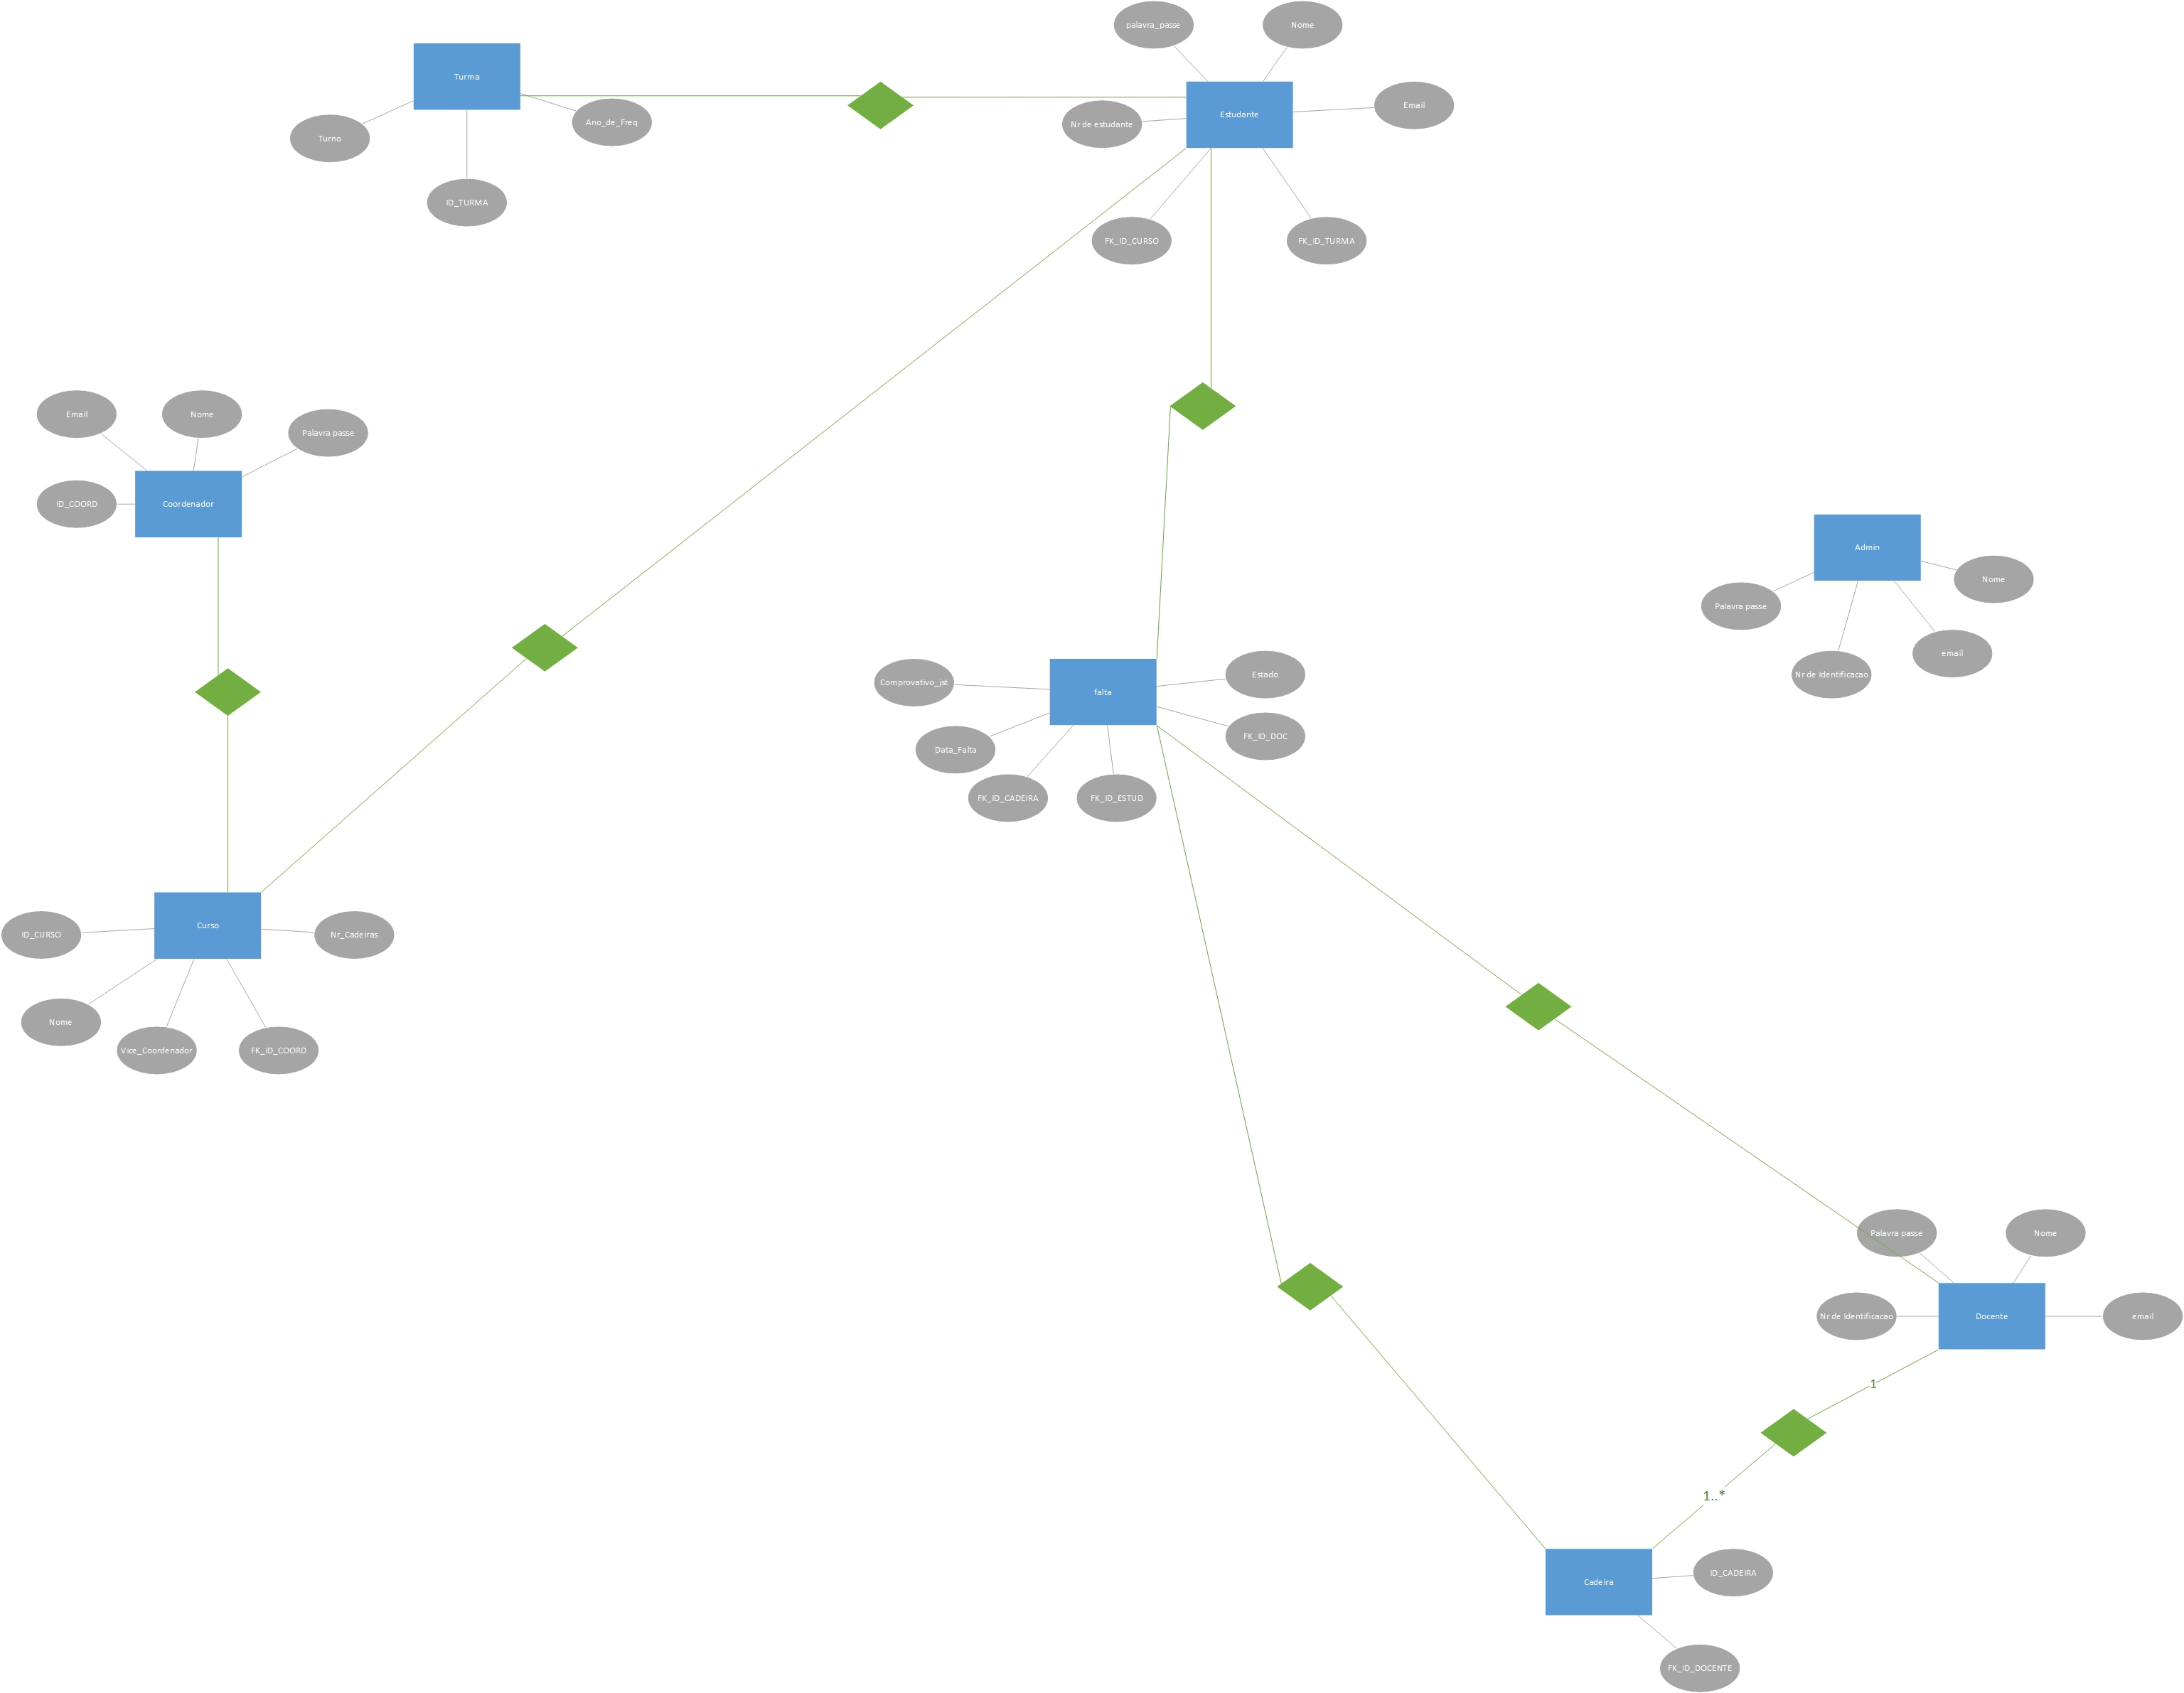 palavra_passe
Nome
Turma
Email
Estudante
Ano_de_Freq
Nr de estudante
Turno
ID_TURMA
FK_ID_CURSO
FK_ID_TURMA
Email
Nome
Palavra passe
ID_COORD
Coordenador
Admin
Nome
Palavra passe
email
Nr de Identificacao
Estado
Comprovativo_jst
falta
FK_ID_DOC
Data_Falta
FK_ID_CADEIRA
FK_ID_ESTUD
Curso
ID_CURSO
Nr_Cadeiras
Nome
Vice_Coordenador
FK_ID_COORD
Palavra passe
Nome
Nr de Identificacao
Docente
email
1
1..*
ID_CADEIRA
Cadeira
FK_ID_DOCENTE